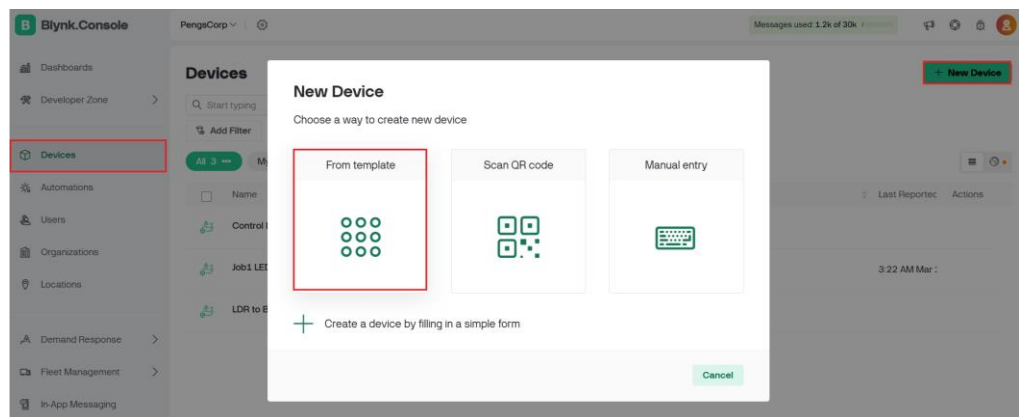 B Blynk.Console
PengsCorp
Messages used: 1.2k of 30k
Dashboards
Developer Zone
Devices
Automations
Users
Organizations
Locations
Demand Response
Fleet Management
In-App Messaging
Devices
+ New Device
Start typing
Add Filter
All 3
My
Name
Last Reported
Actions
Control
Job1 LED
3:22 AM Mar
LDR to B
New Device
Choose a way to create new device
From template
Scan QR code
Manual entry
Create a device by filling in a simple form
Cancel